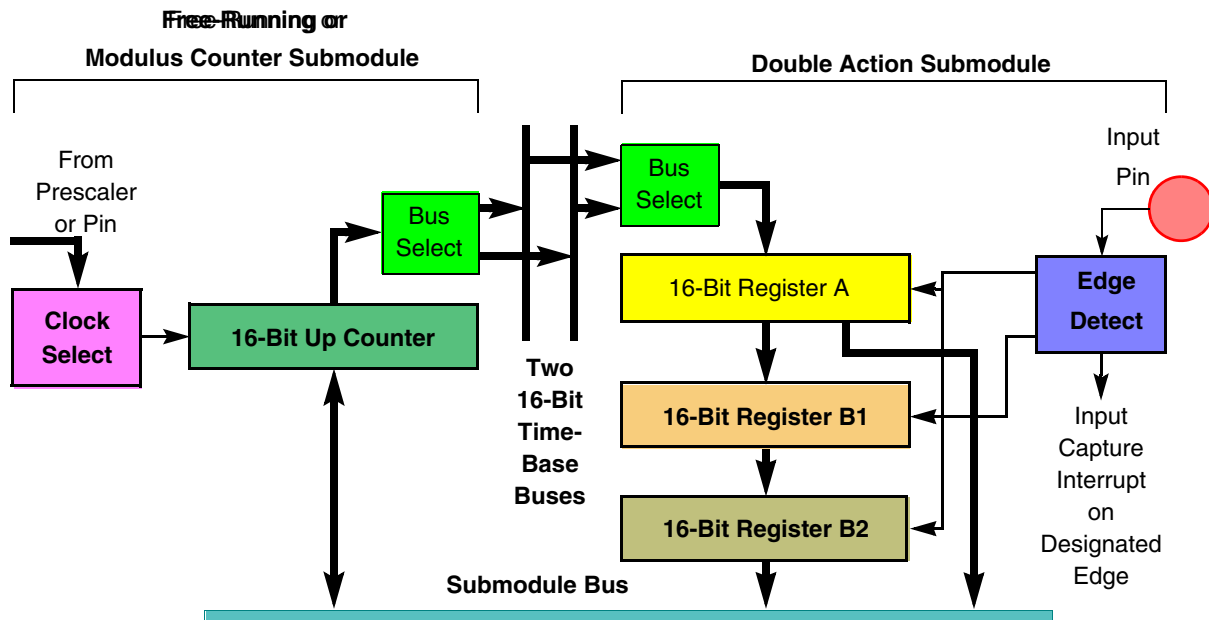 Free-Running or
Modulus Counter Submodule
Double Action Submodule
From
Prescaler
or Pin
Clock
Select
16-Bit Up Counter
Bus
Select
Two
16-Bit
Time-
Base
Buses
Bus
Select
16-Bit Register A
16-Bit Register B1
16-Bit Register B2
Input
Pin
Edge
Detect
Input
Capture
Interrupt
on
Designated
Edge
Submodule Bus